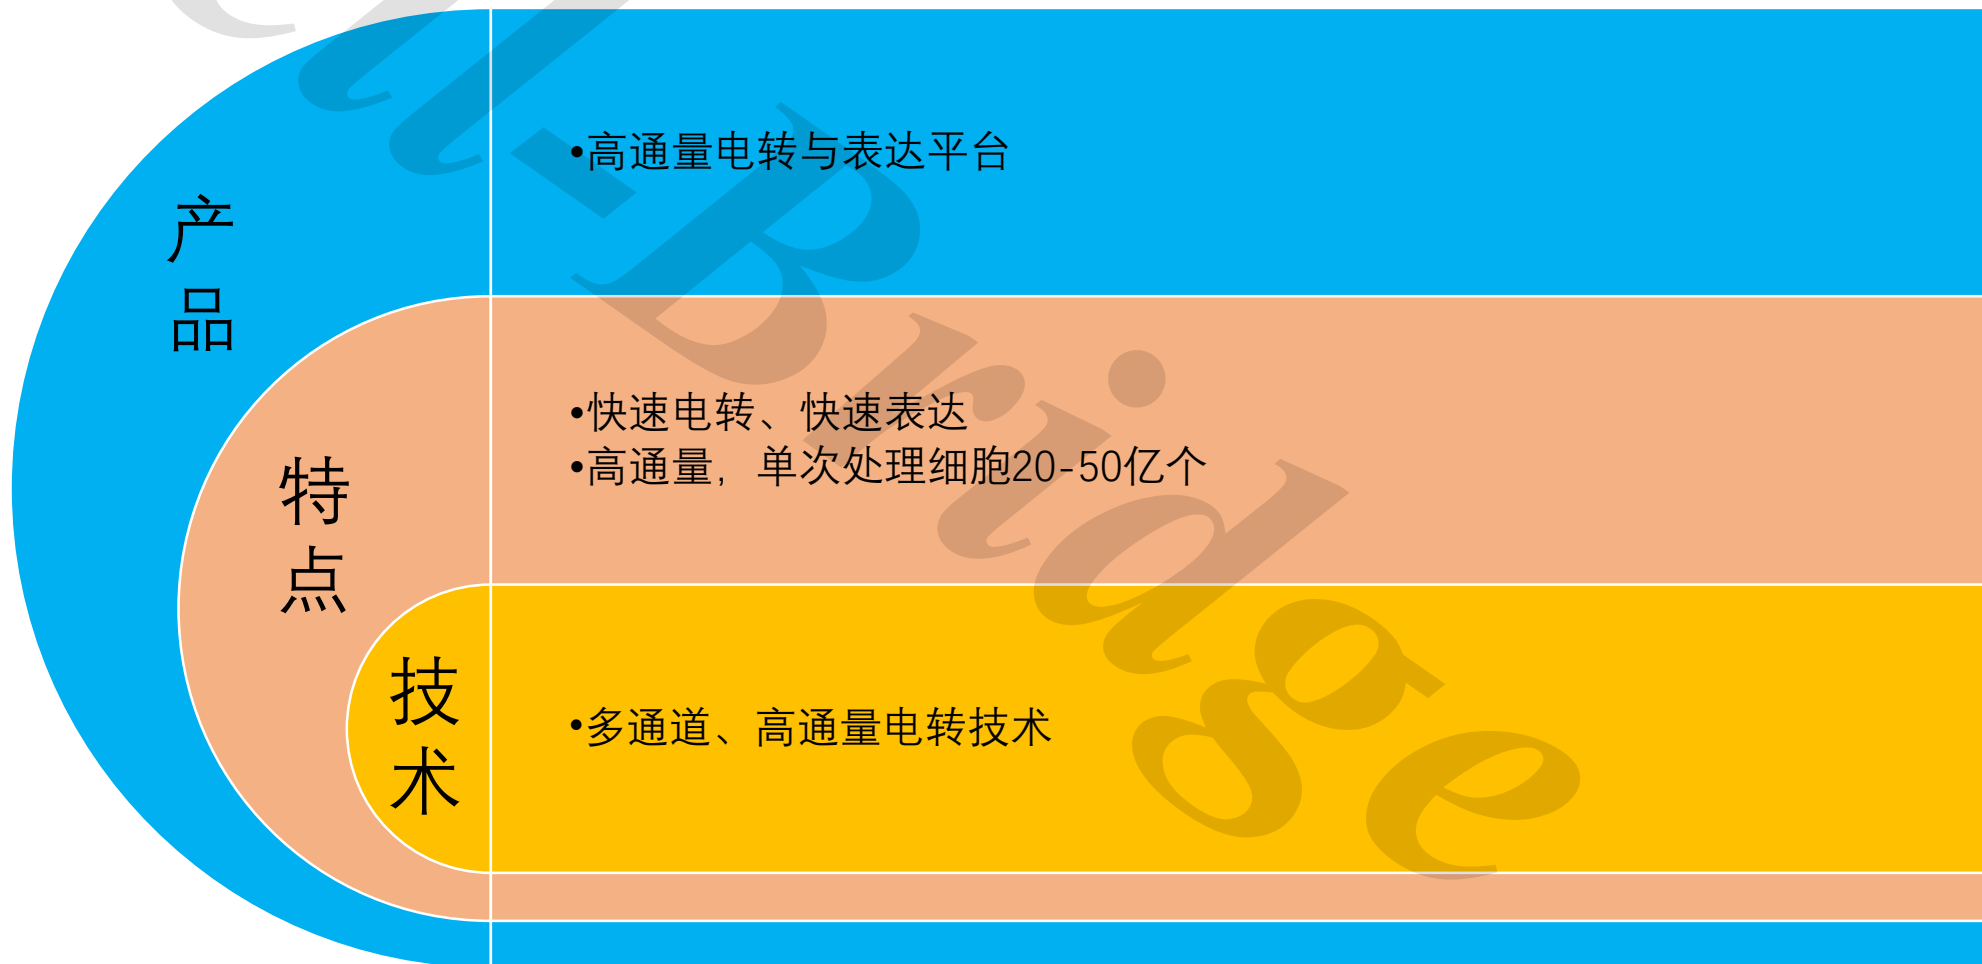 产品
•高通量电转与表达平台
特点
•快速电转、快速表达
•高通量，单次处理细胞20-50亿个
技术
•多通道、高通量电转技术
-Bridge